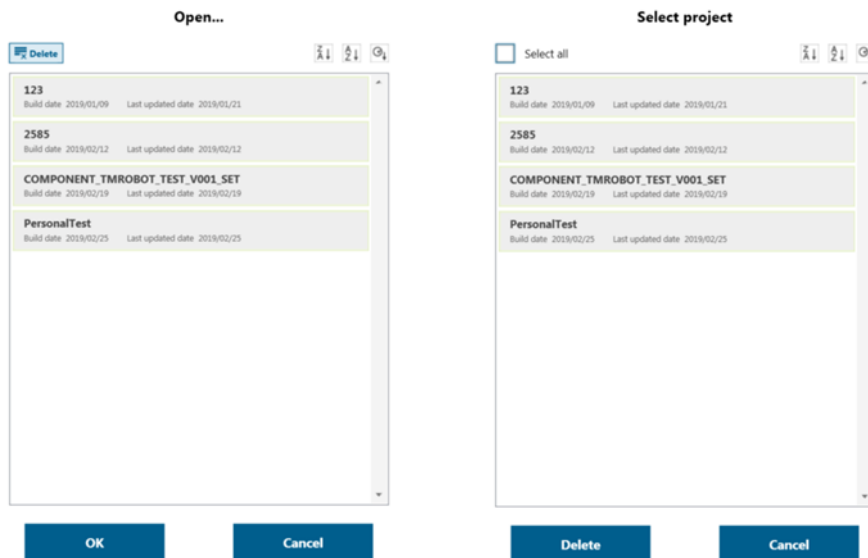 Open...
Delete
123
Build date 2019/01/09 Last updated date 2019/01/21
2585
Build date 2019/02/12 Last updated date 2019/02/12
COMPONENT_TMROBOT_TEST_V001_SET
Build date 2019/02/19 Last updated date 2019/02/19
PersonalTest
Build date 2019/02/25 Last updated date 2019/02/25
OK Cancel
Select project
Select all
123
Build date 2019/01/09 Last updated date 2019/01/21
2585
Build date 2019/02/12 Last updated date 2019/02/12
COMPONENT_TMROBOT_TEST_V001_SET
Build date 2019/02/19 Last updated date 2019/02/19
PersonalTest
Build date 2019/02/25 Last updated date 2019/02/25
Delete Cancel